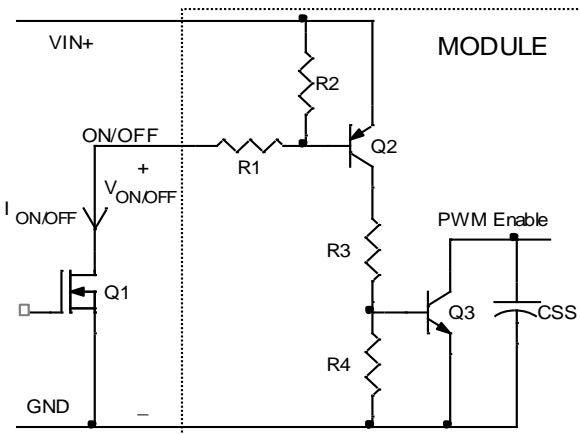 VIN+
MODULE
R2
ON/OFF
R1
Q2
+
V ON/OFF
I ON/OFF
PWM Enable
R3
Q1
Q3
CSS
R4
GND
_